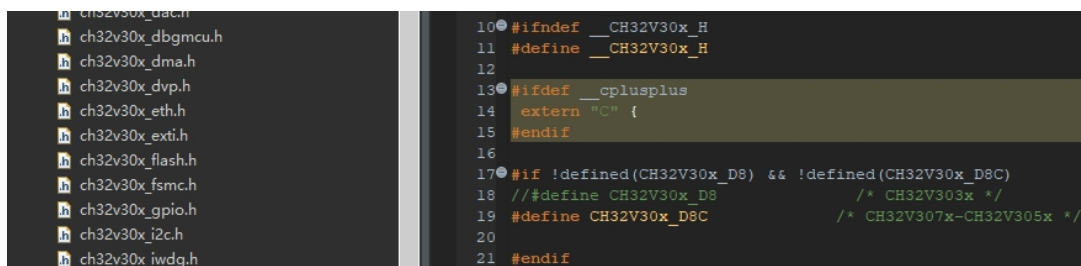 ch32v30x_dac.h
ch32v30x_dbgmcu.h
ch32v30x_dma.h
ch32v30x_dvp.h
ch32v30x_eth.h
ch32v30x_exti.h
ch32v30x_flash.h
ch32v30x_fsmc.h
ch32v30x_gpio.h
ch32v30x_i2c.h
ch32v30x_iwdg.h
10 #ifndef __CH32V30x_H
11 #define __CH32V30x_H
12
13 #ifdef __cplusplus
14 extern "C" {
15 #endif
16
17 #if !defined(CH32V30x_D8) && !defined(CH32V30x_D8C)
18 //#define CH32V30x_D8 /* CH32V303x */
19 #define CH32V30x_D8C /* CH32V307x-CH32V305x */
20
21 #endif